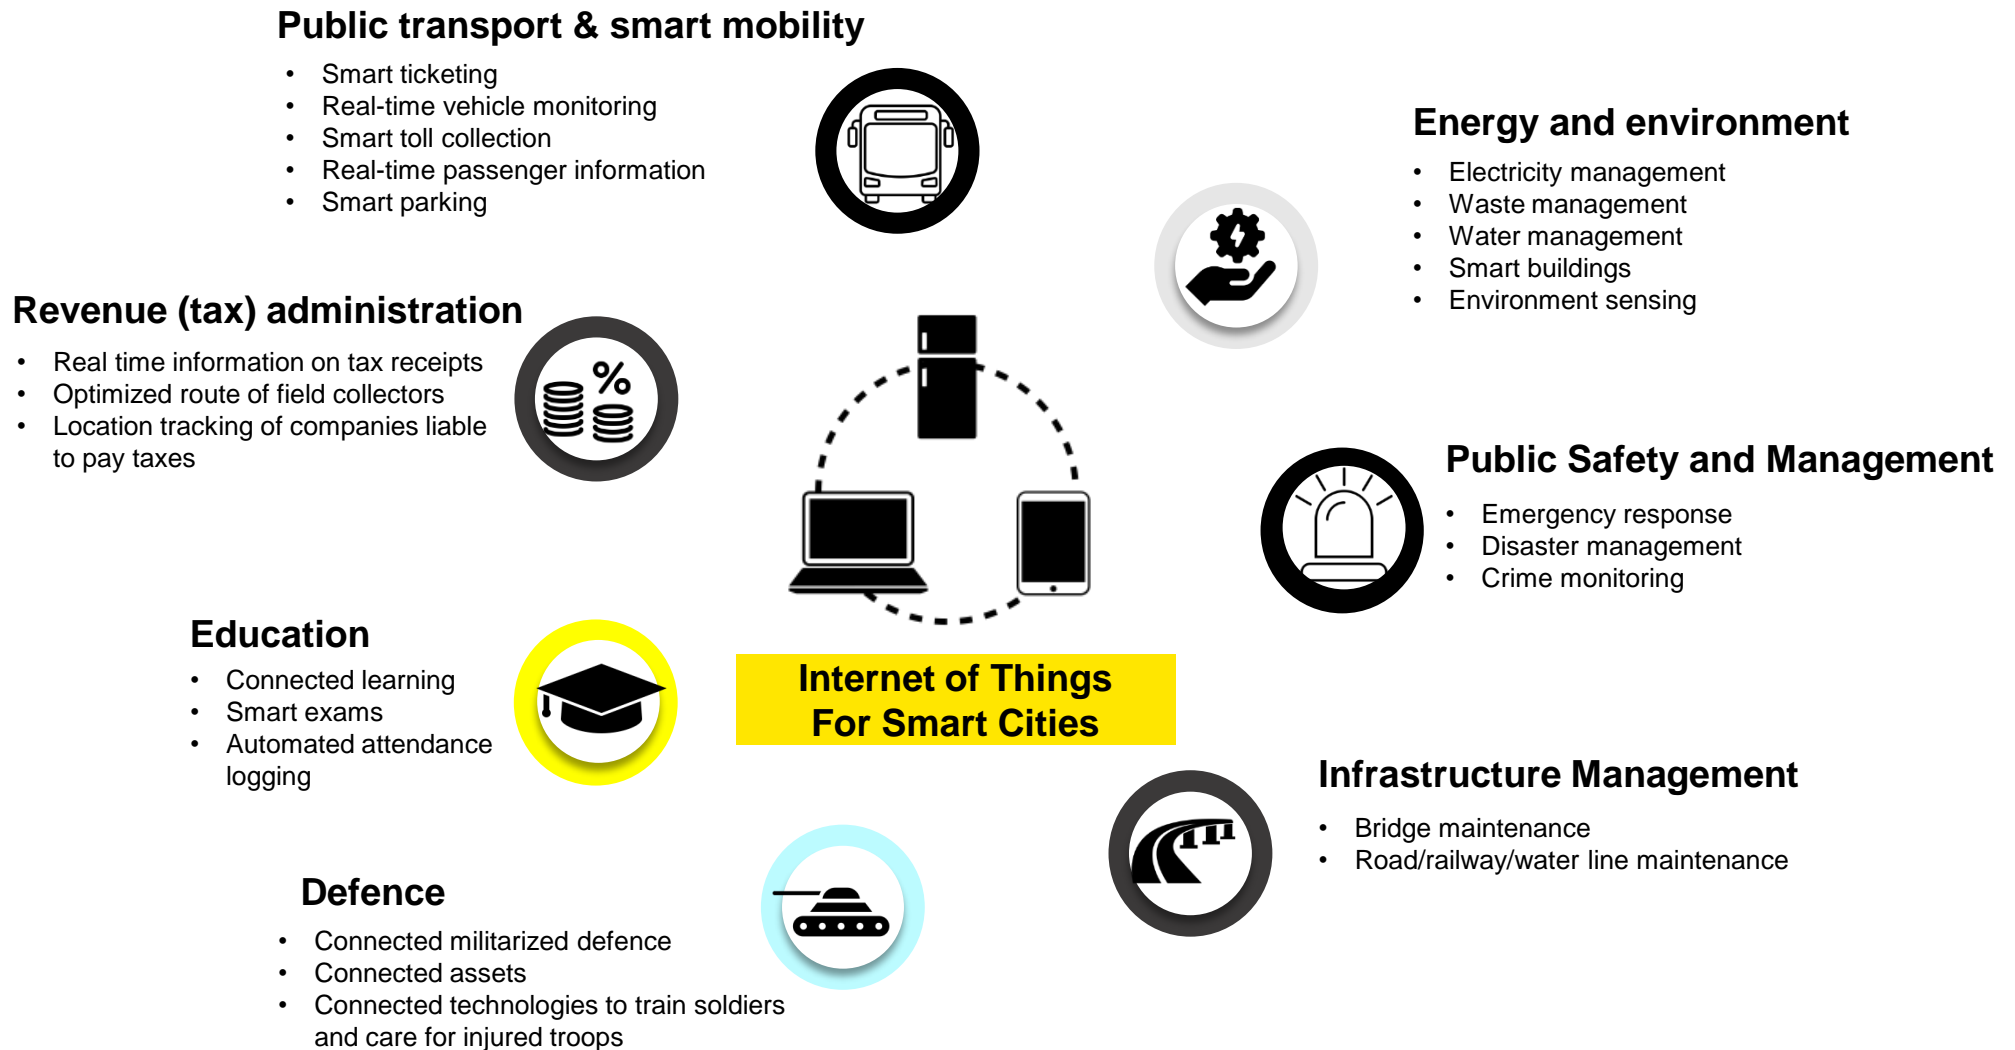 Public transport & smart mobility
• Smart ticketing
• Real-time vehicle monitoring
• Smart toll collection
• Real-time passenger information
• Smart parking
Energy and environment
• Electricity management
• Waste management
• Water management
• Smart buildings
• Environment sensing
Revenue (tax) administration
• Real time information on tax receipts
• Optimized route of field collectors
• Location tracking of companies liable
to pay taxes
%
Public Safety and Management
• Emergency response
• Disaster management
• Crime monitoring
Education
• Connected learning
• Smart exams
• Automated attendance
logging
Internet of Things
For Smart Cities
Infrastructure Management
• Bridge maintenance
• Road/railway/water line maintenance
Defence
• Connected militarized defence
• Connected assets
• Connected technologies to train soldiers
and care for injured troops